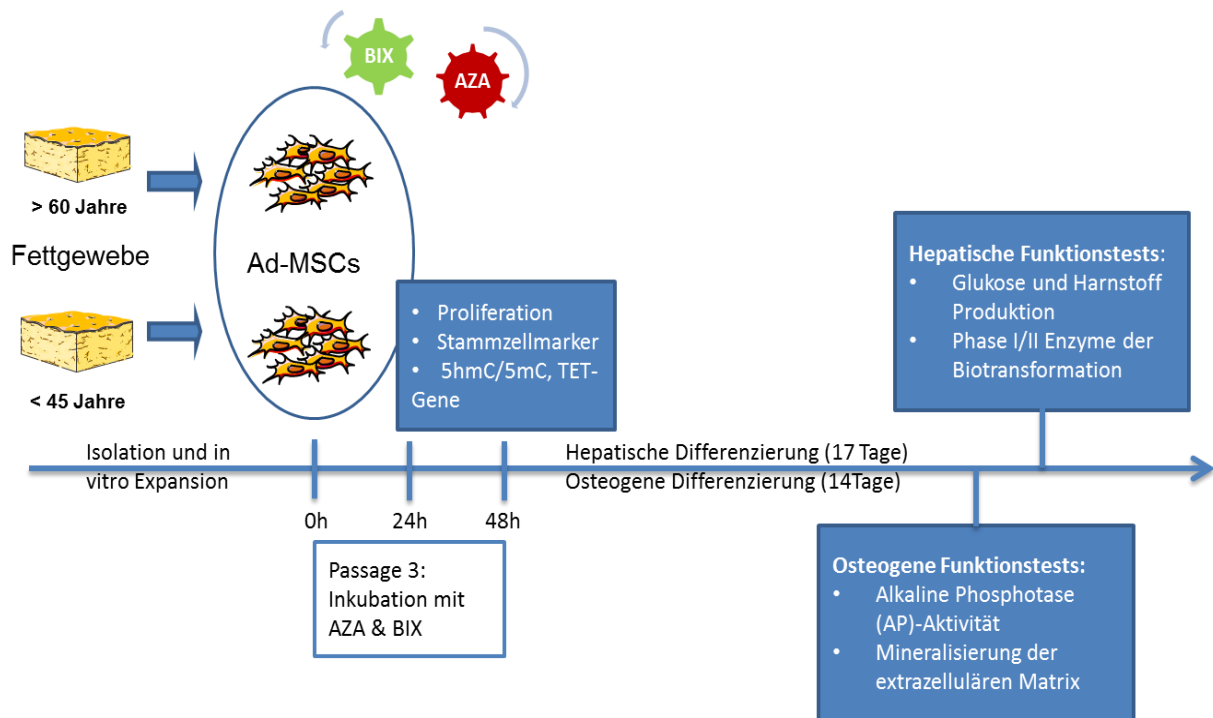 BIX
AZA
> 60 Jahre
Fettgewebe
< 45 Jahre
Ad-MSCs
• Proliferation
• Stammzellmarker
• 5hmC/5mC, TET-
Gene
Hepatische Funktionstests:
• Glukose und Harnstoff
Produktion
• Phase I/II Enzyme der
Biotransformation
Isolation und in
vitro Expansion
Hepatische Differenzierung (17 Tage)
Osteogene Differenzierung (14Tage)
0h
24h
48h
Passage 3:
Inkubation mit
AZA & BIX
Osteogene Funktionstests:
• Alkaline Phosphotase
(AP)-Aktivität
• Mineralisierung der
extrazellulären Matrix